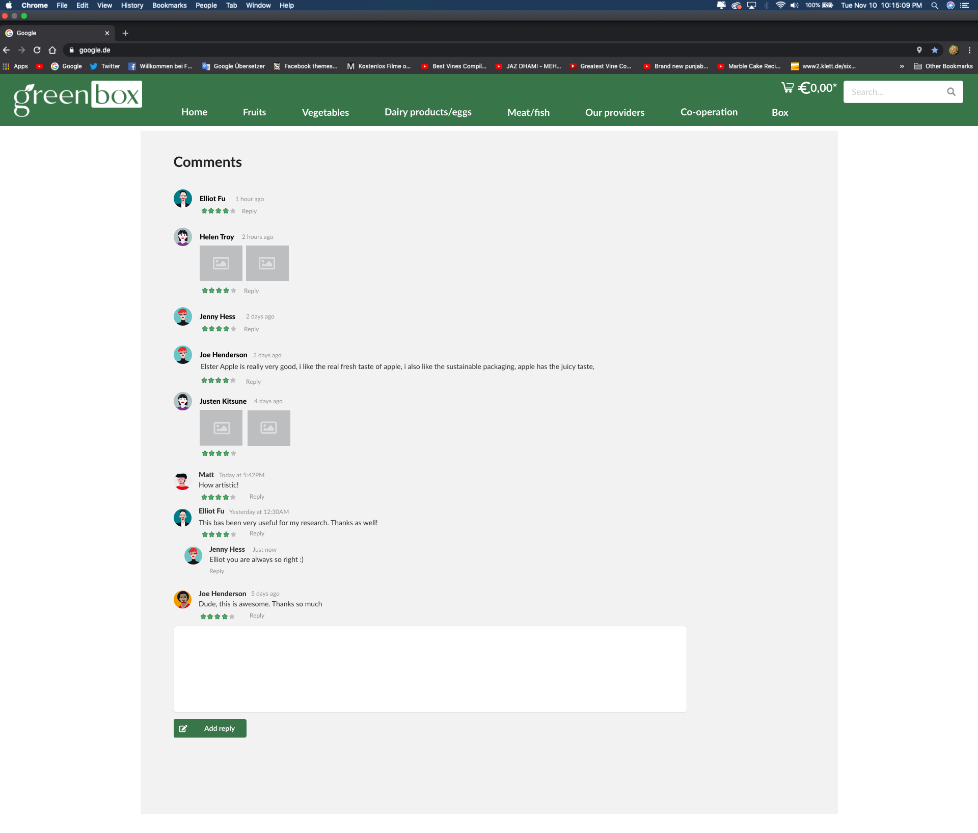 Chrome File Edit View History Bookmarks People Tab Window Help 100% Tue Nov 10 10:15:09 PM
Google
google.de
Apps Google Twitter Willkommen bei F... Google Übersetzer Facebook themes... Kostenlos Filme o... Best Vines Compil... JAZ DHAMI - MEH... Greatest Vine Co... Brand new punjab... Marble Cake Reci... www2.klett.de/six... » Other Bookmarks
greenbox
€0,00*
Search...
Home Fruits Vegetables Dairy products/eggs Meat/fish Our providers Co-operation Box
Comments
Elliot Fu 1 hour ago
Reply
Helen Troy 2 hours ago
Reply
Jenny Hess 2 days ago
Reply
Joe Henderson 3 days ago
Elster Apple is really very good, i like the real fresh taste of apple, i also like the sustainable packaging, apple has the juicy taste,
Reply
Justen Kitsune 4 days ago
Matt Today at 5:42PM
How artistic!
Reply
Elliot Fu Yesterday at 12:30AM
This has been very useful for my research. Thanks as well!
Reply
Jenny Hess Just now
Elliot you are always so right :)
Reply
Joe Henderson 5 days ago
Dude, this is awesome. Thanks so much
Reply
Add reply